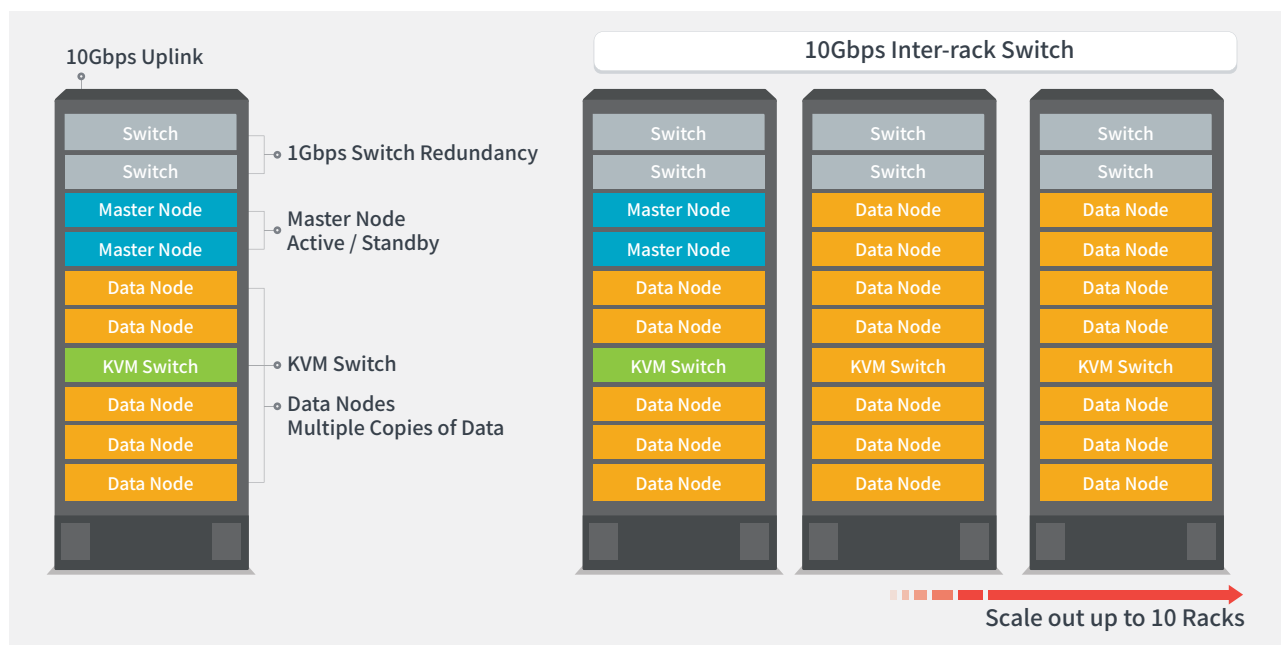 10Gbps Uplink
Switch
Switch
Master Node
Master Node
Data Node
Data Node
KVM Switch
Data Node
Data Node
Data Node
1Gbps Switch Redundancy
Master Node
Active / Standby
KVM Switch
Data Nodes
Multiple Copies of Data
10Gbps Inter-rack Switch
Switch
Switch
Master Node
Master Node
Data Node
Data Node
KVM Switch
Data Node
Data Node
Data Node
Switch
Switch
Data Node
Data Node
Data Node
Data Node
KVM Switch
Data Node
Data Node
Data Node
Switch
Switch
Data Node
Data Node
Data Node
Data Node
KVM Switch
Data Node
Data Node
Data Node
Scale out up to 10 Racks